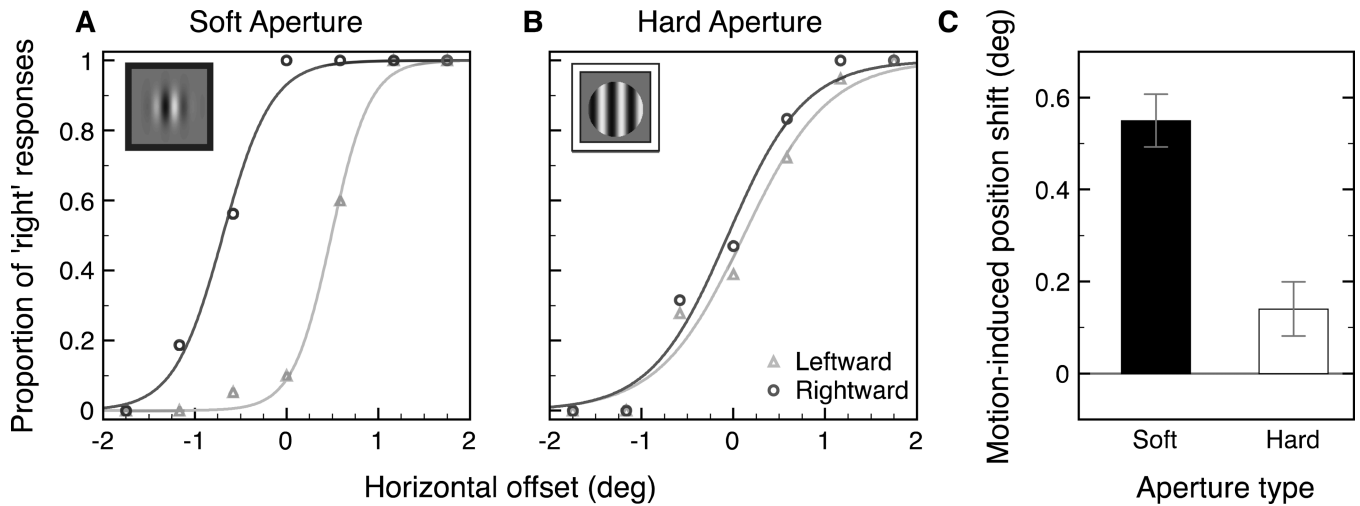 A Soft Aperture
B Hard Aperture
C
Proportion of 'right' responses
1
0.8
0.6
0.4
0.2
0
-2 -1 0 1 2
-2 -1 0 1 2
Leftward
Rightward
Horizontal offset (deg)
Motion-induced position shift (deg)
0.6
0.4
0.2
0
Soft Hard
Aperture type